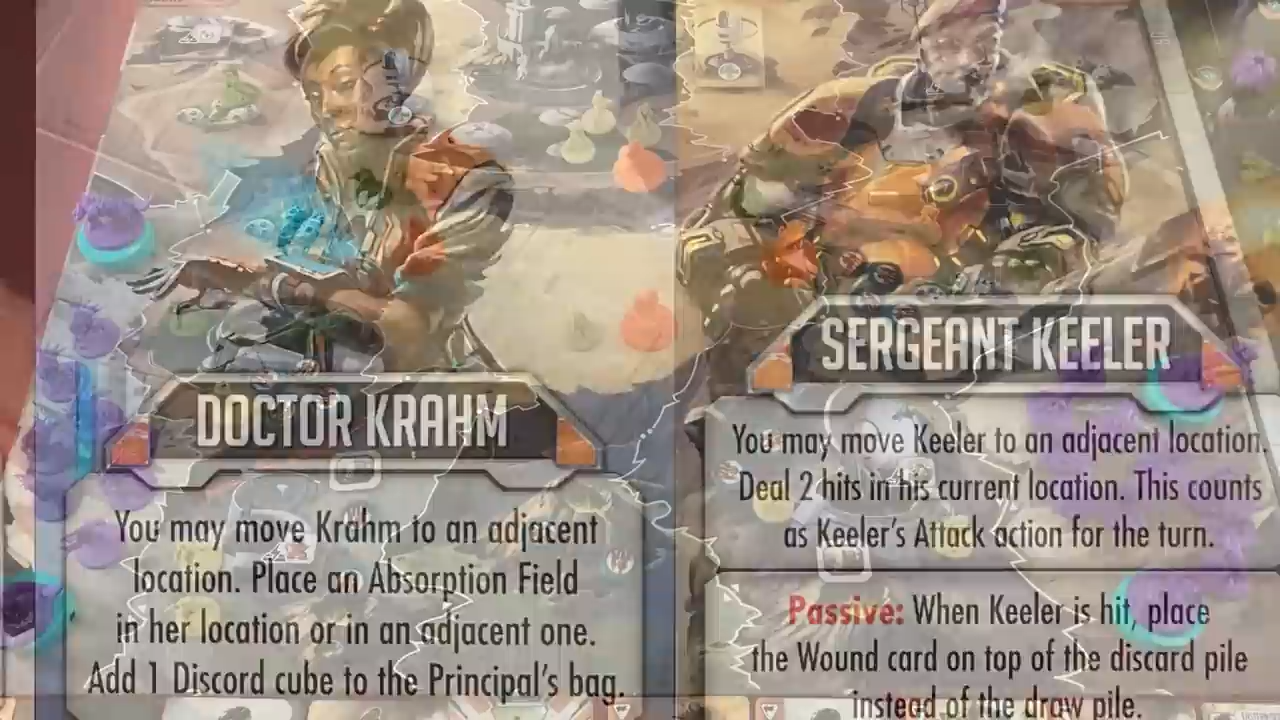 DOCTOR KRAHM
You may move Krahm to an adjacent
location. Place an Absorption Field
in her location or in an adjacent one.
Add 1 Discord cube to the Principal's bag.
SERGEANT KEELER
You may move Keeler to an adjacent location.
Deal 2 hits in his current location. This counts
as Keeler's Attack action for the turn.
Passive: When Keeler is hit, place
the Wound card on top of the discard pile
instead of the draw pile.